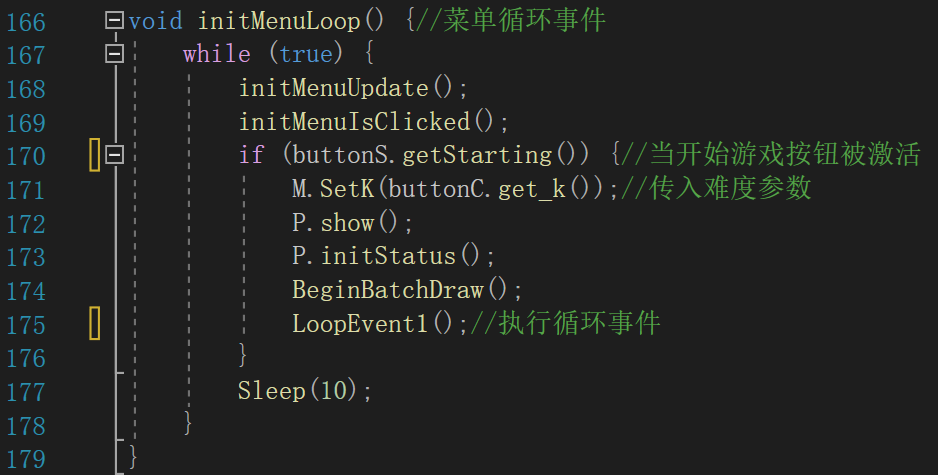 166 void initMenuLoop() {//菜单循环事件
167 while (true) {
168 initMenuUpdate();
169 initMenuIsClicked();
170 if (buttonS.getStarting()) {//当开始游戏按钮被激活
171 M.SetK(buttonC.get_k());//传入难度参数
172 P.show();
173 P.initStatus();
174 BeginBatchDraw();
175 LoopEvent1();//执行循环事件
176 }
177 Sleep(10);
178 }
179 }